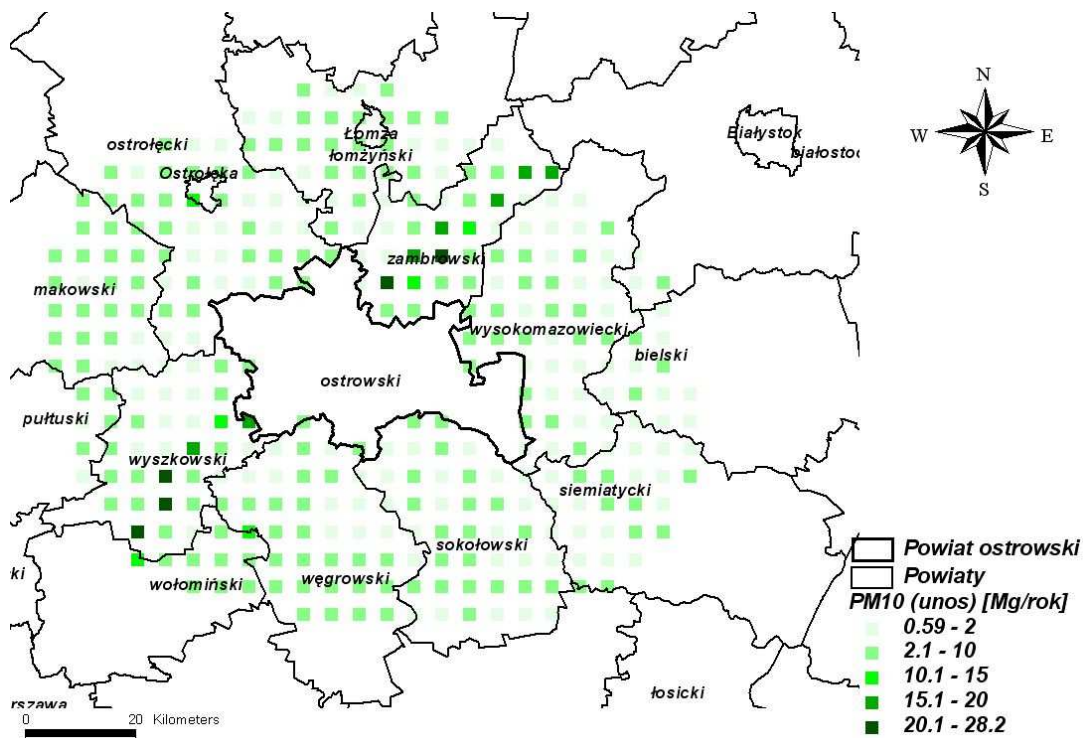 N
W E
S
Białystok
białostoc
Łomża
łomżyński
ostrołęcki
Ostrołęka
zambrowski
makowski
wysokomazowiecki
bielski
ostrowski
pułtuski
wyszkowski
siemiatycki
sokołowski
węgrowski
wołomiński
ki
rszawa
łosicki
0 20 Kilometers
Powiat ostrowski
Powiaty
PM10 (unos) [Mg/rok]
0.59 - 2
2.1 - 10
10.1 - 15
15.1 - 20
20.1 - 28.2